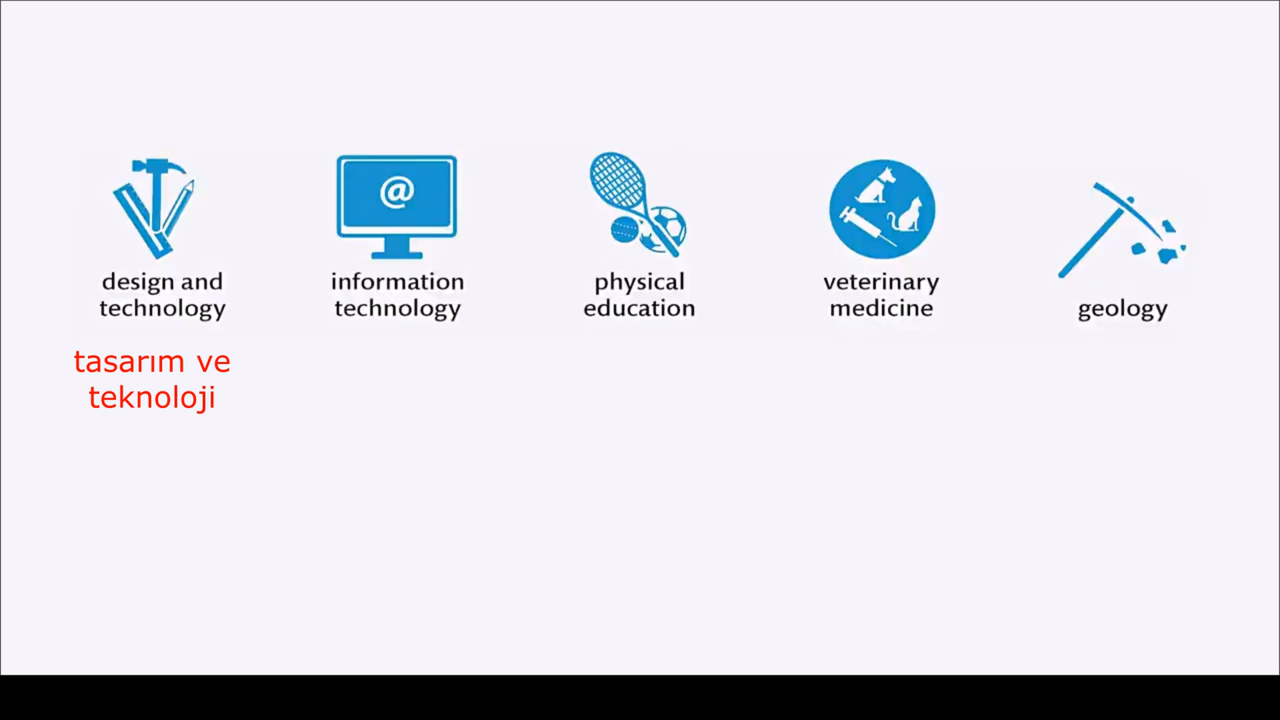 @
design and
technology
information
technology
physical
education
veterinary
medicine
geology
tasarım ve
teknoloji